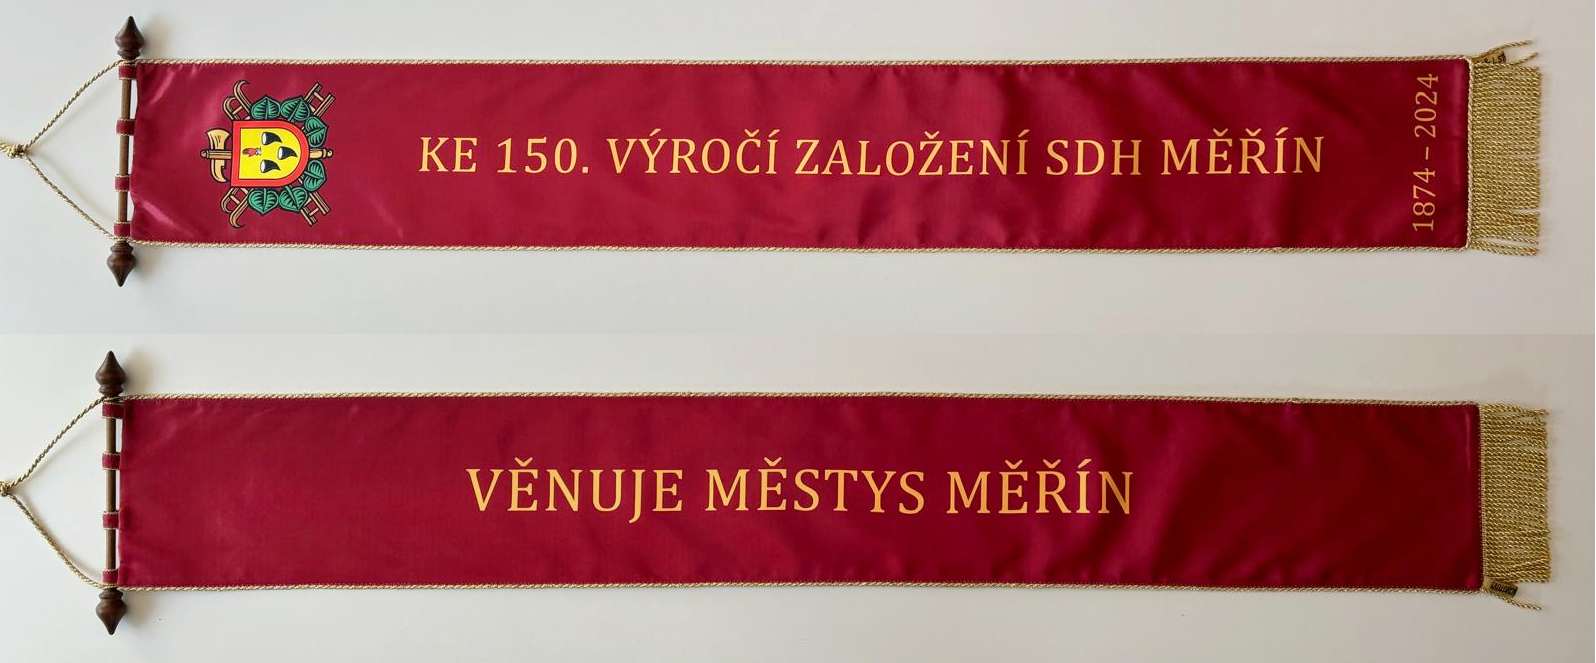 KE 150. VÝROČÍ ZALOŽENÍ SDH MĚŘÍN
1874 – 2024
VĚNUJE MĚSTYS MĚŘÍN